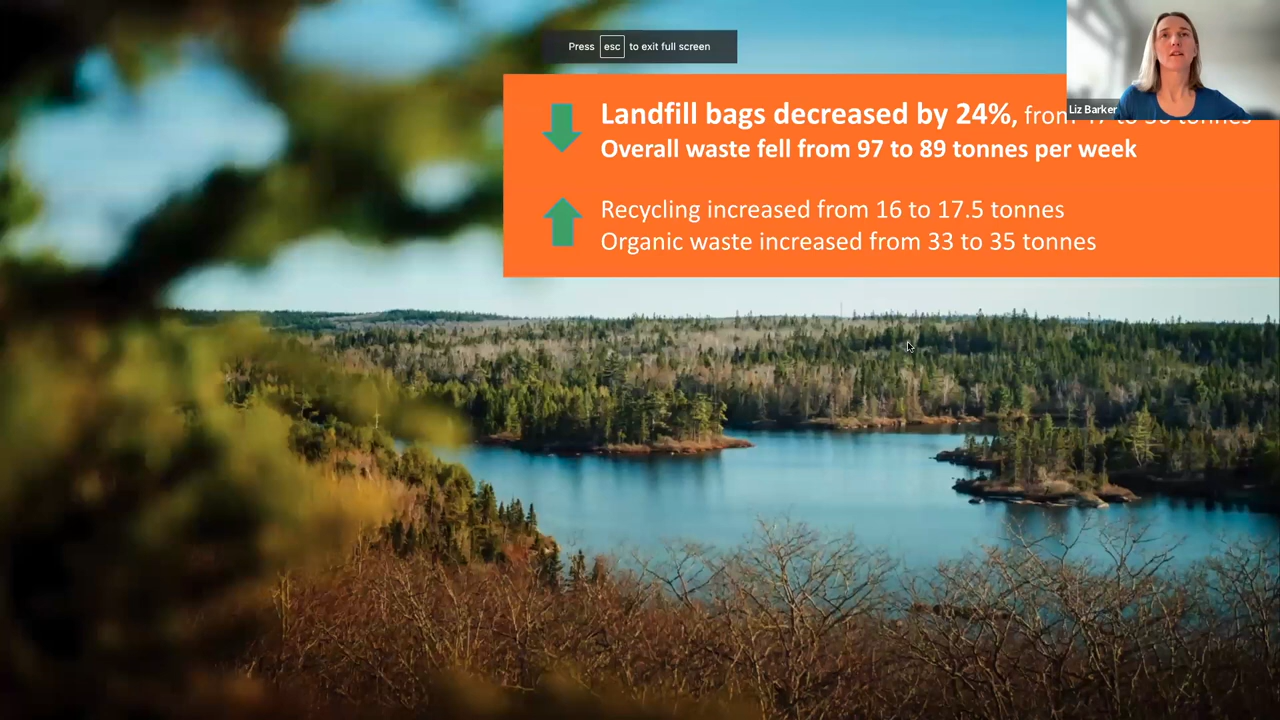 Press esc to exit full screen
Liz Barker
Landfill bags decreased by 24%, from
Overall waste fell from 97 to 89 tonnes per week
Recycling increased from 16 to 17.5 tonnes
Organic waste increased from 33 to 35 tonnes